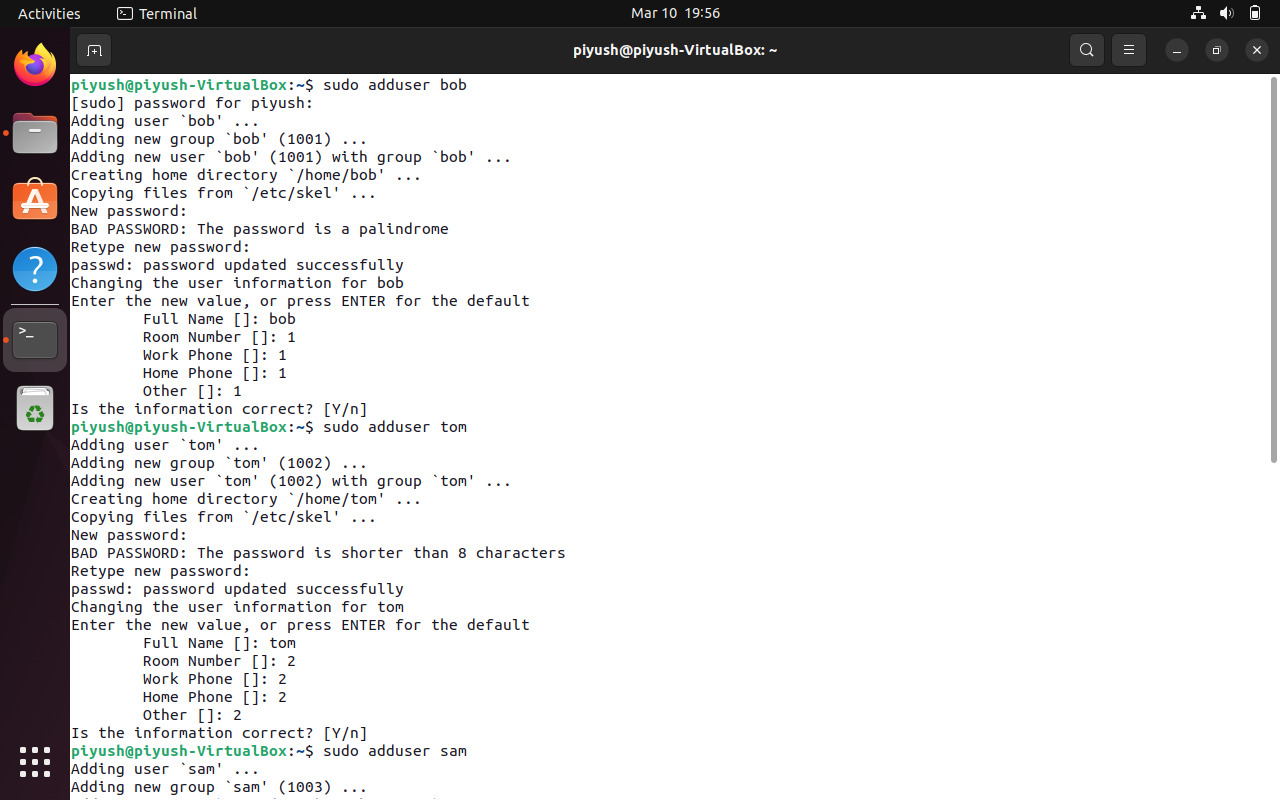 Activities
Terminal
Mar 10 19:56
piyush@piyush-VirtualBox: ~
piyush@piyush-VirtualBox:~$ sudo adduser bob
[sudo] password for piyush:
Adding user `bob' ...
Adding new group `bob' (1001) ...
Adding new user `bob' (1001) with group `bob' ...
Creating home directory `/home/bob' ...
Copying files from `/etc/skel' ...
New password:
BAD PASSWORD: The password is a palindrome
Retype new password:
passwd: password updated successfully
Changing the user information for bob
Enter the new value, or press ENTER for the default
Full Name []: bob
Room Number []: 1
Work Phone []: 1
Home Phone []: 1
Other []: 1
Is the information correct? [Y/n]
piyush@piyush-VirtualBox:~$ sudo adduser tom
Adding user `tom' ...
Adding new group `tom' (1002) ...
Adding new user `tom' (1002) with group `tom' ...
Creating home directory `/home/tom' ...
Copying files from `/etc/skel' ...
New password:
BAD PASSWORD: The password is shorter than 8 characters
Retype new password:
passwd: password updated successfully
Changing the user information for tom
Enter the new value, or press ENTER for the default
Full Name []: tom
Room Number []: 2
Work Phone []: 2
Home Phone []: 2
Other []: 2
Is the information correct? [Y/n]
piyush@piyush-VirtualBox:~$ sudo adduser sam
Adding user `sam' ...
Adding new group `sam' (1003) ...